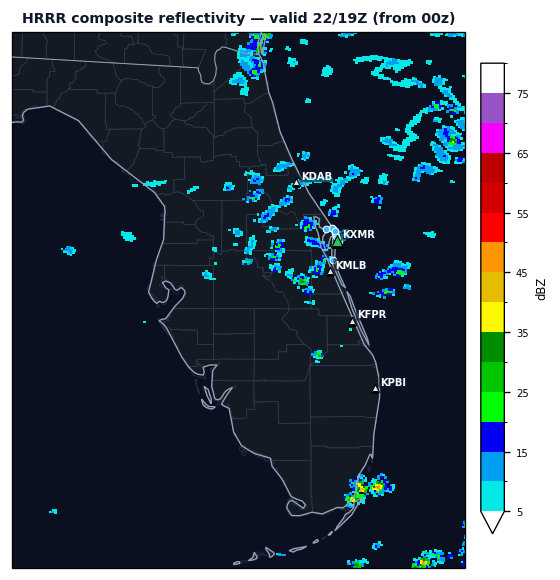 HRRR composite reflectivity — valid 22/19Z (from 00z)
75
65
55
45
35
25
15
5
dBZ
KDAB
KXMR
KMLB
KFPR
KPBI